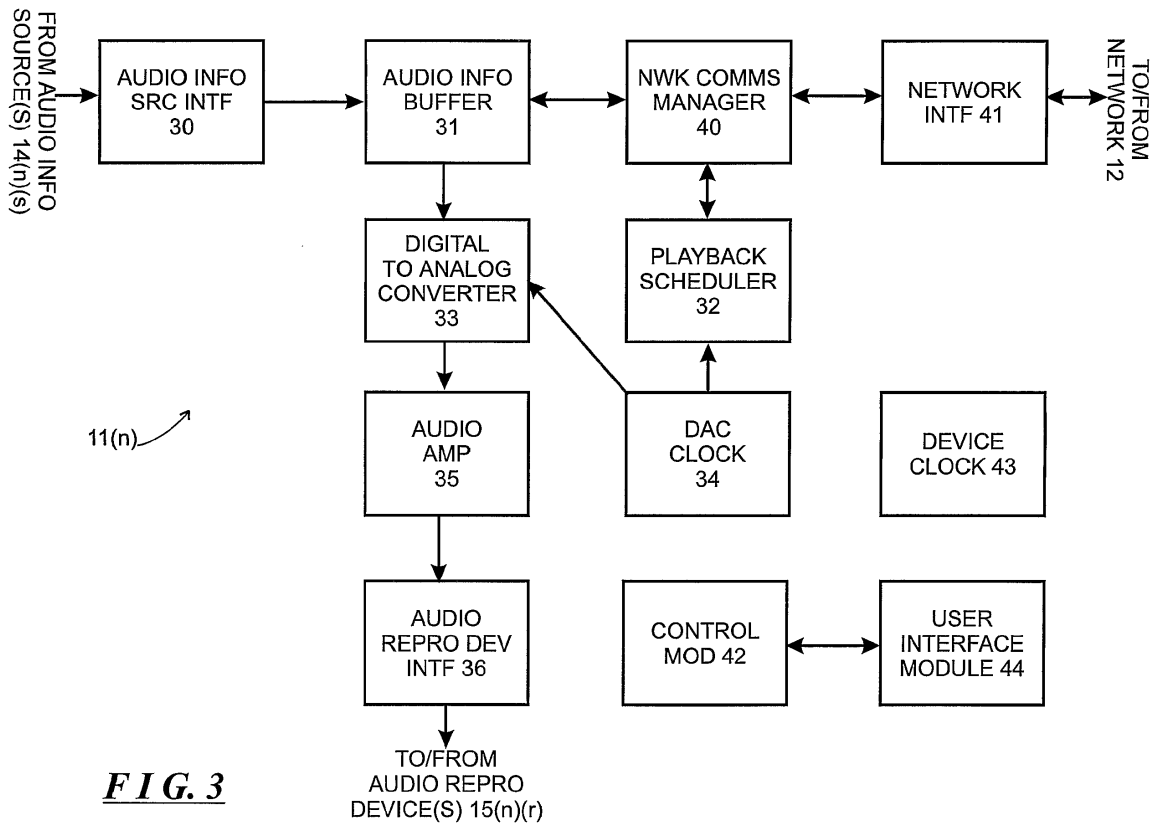 FROM AUDIO INFO
SOURCE(S) 14(n)(s)
AUDIO INFO
SRC INTF
30
AUDIO INFO
BUFFER
31
NWK COMMS
MANAGER
40
NETWORK
INTF 41
TO/FROM
NETWORK 12
DIGITAL
TO ANALOG
CONVERTER
33
PLAYBACK
SCHEDULER
32
11(n)
AUDIO
AMP
35
DAC
CLOCK
34
DEVICE
CLOCK 43
AUDIO
REPRO DEV
INTF 36
CONTROL
MOD 42
USER
INTERFACE
MODULE 44
TO/FROM
AUDIO REPRO
DEVICE(S) 15(n)(r)
F I G. 3